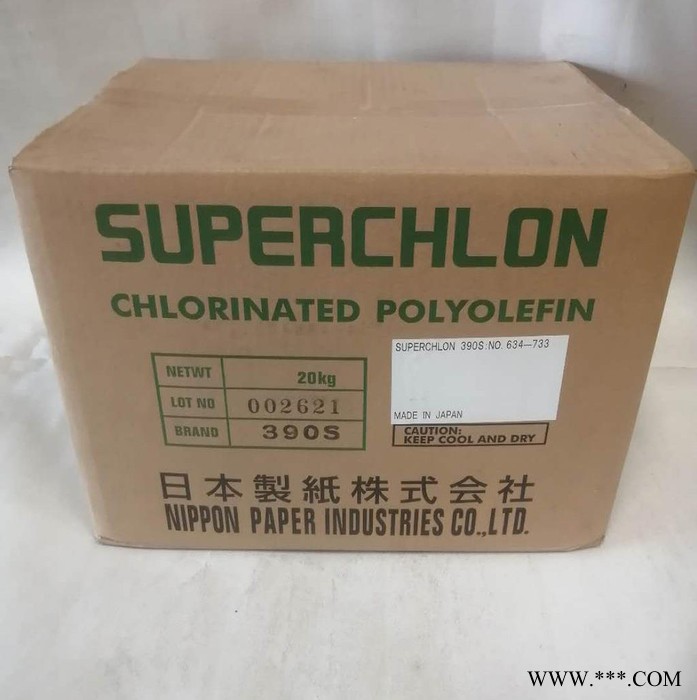 SUPERCHLON
CHLORINATED POLYOLEFIN
SUPERCHLON 390S:NO. 634-733
MADE IN JAPAN
NETWT 20kg
LOT NO 002621
BRAND 390S
CAUTION:
KEEP COOL AND DRY
日本製紙株式会社
NIPPON PAPER INDUSTRIES CO.,LTD.
WWW.***.COM